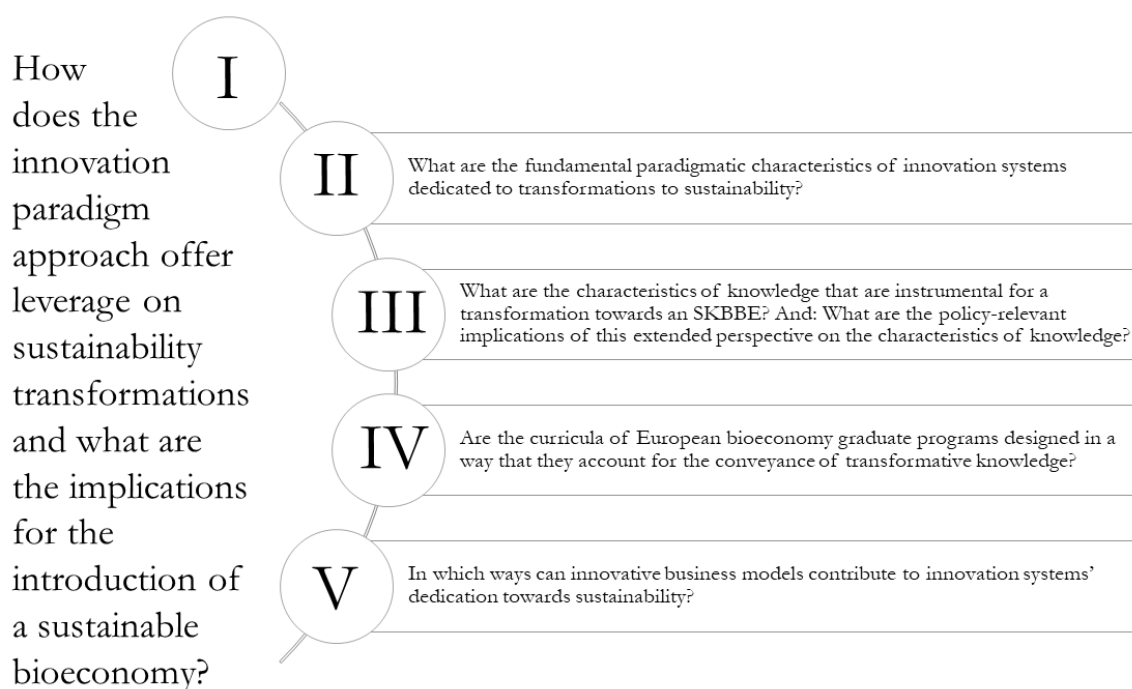 How
does the
innovation
paradigm
approach offer
leverage on
sustainability
transformations
and what are
the implications
for the
introduction of
a sustainable
bioeconomy?
I
II
What are the fundamental paradigmatic characteristics of innovation systems
dedicated to transformations to sustainability?
III
What are the characteristics of knowledge that are instrumental for a
transformation towards an SKBBE? And: What are the policy-relevant
implications of this extended perspective on the characteristics of knowledge?
IV
Are the curricula of European bioeconomy graduate programs designed in a
way that they account for the conveyance of transformative knowledge?
V
In which ways can innovative business models contribute to innovation systems'
dedication towards sustainability?